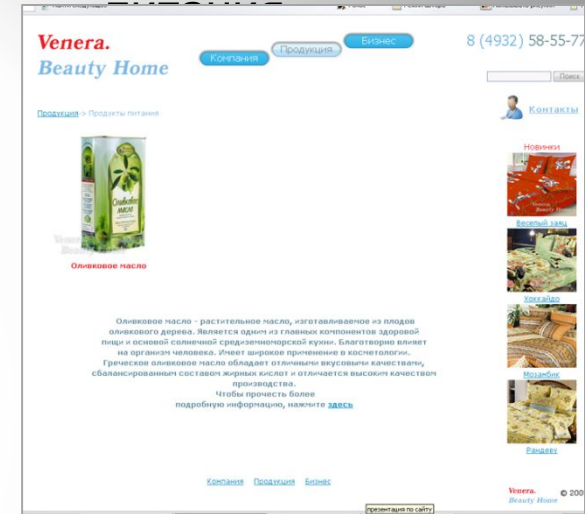 Venera.
Beauty Home
Компания
Продукция
Бизнес
8 (4932) 58-55-77
Поиск
Контакты
Продукция-> Продукты питания
Оливковое
масло
Оливковое масло
Новинки
Веселый заяц
Хоккайдо
Мозамбик
Рандеву
Оливковое масло - растительное масло, изготавливаемое из плодов
оливкового дерева. Является одним из главных компонентов здоровой
пищи и основой солнечной средиземноморской кухни. Благотворно влияет
на организм человека. Имеет широкое применение в косметологии.
Греческое оливковое масло обладает отличными вкусовыми качествами,
сбалансированным составом жирных кислот и отличается высоким качеством
производства.
Чтобы прочесть более
подробную информацию, нажмите здесь
Компания Продукция Бизнес
Venera.
Beauty Home
© 200
презентация по сайту